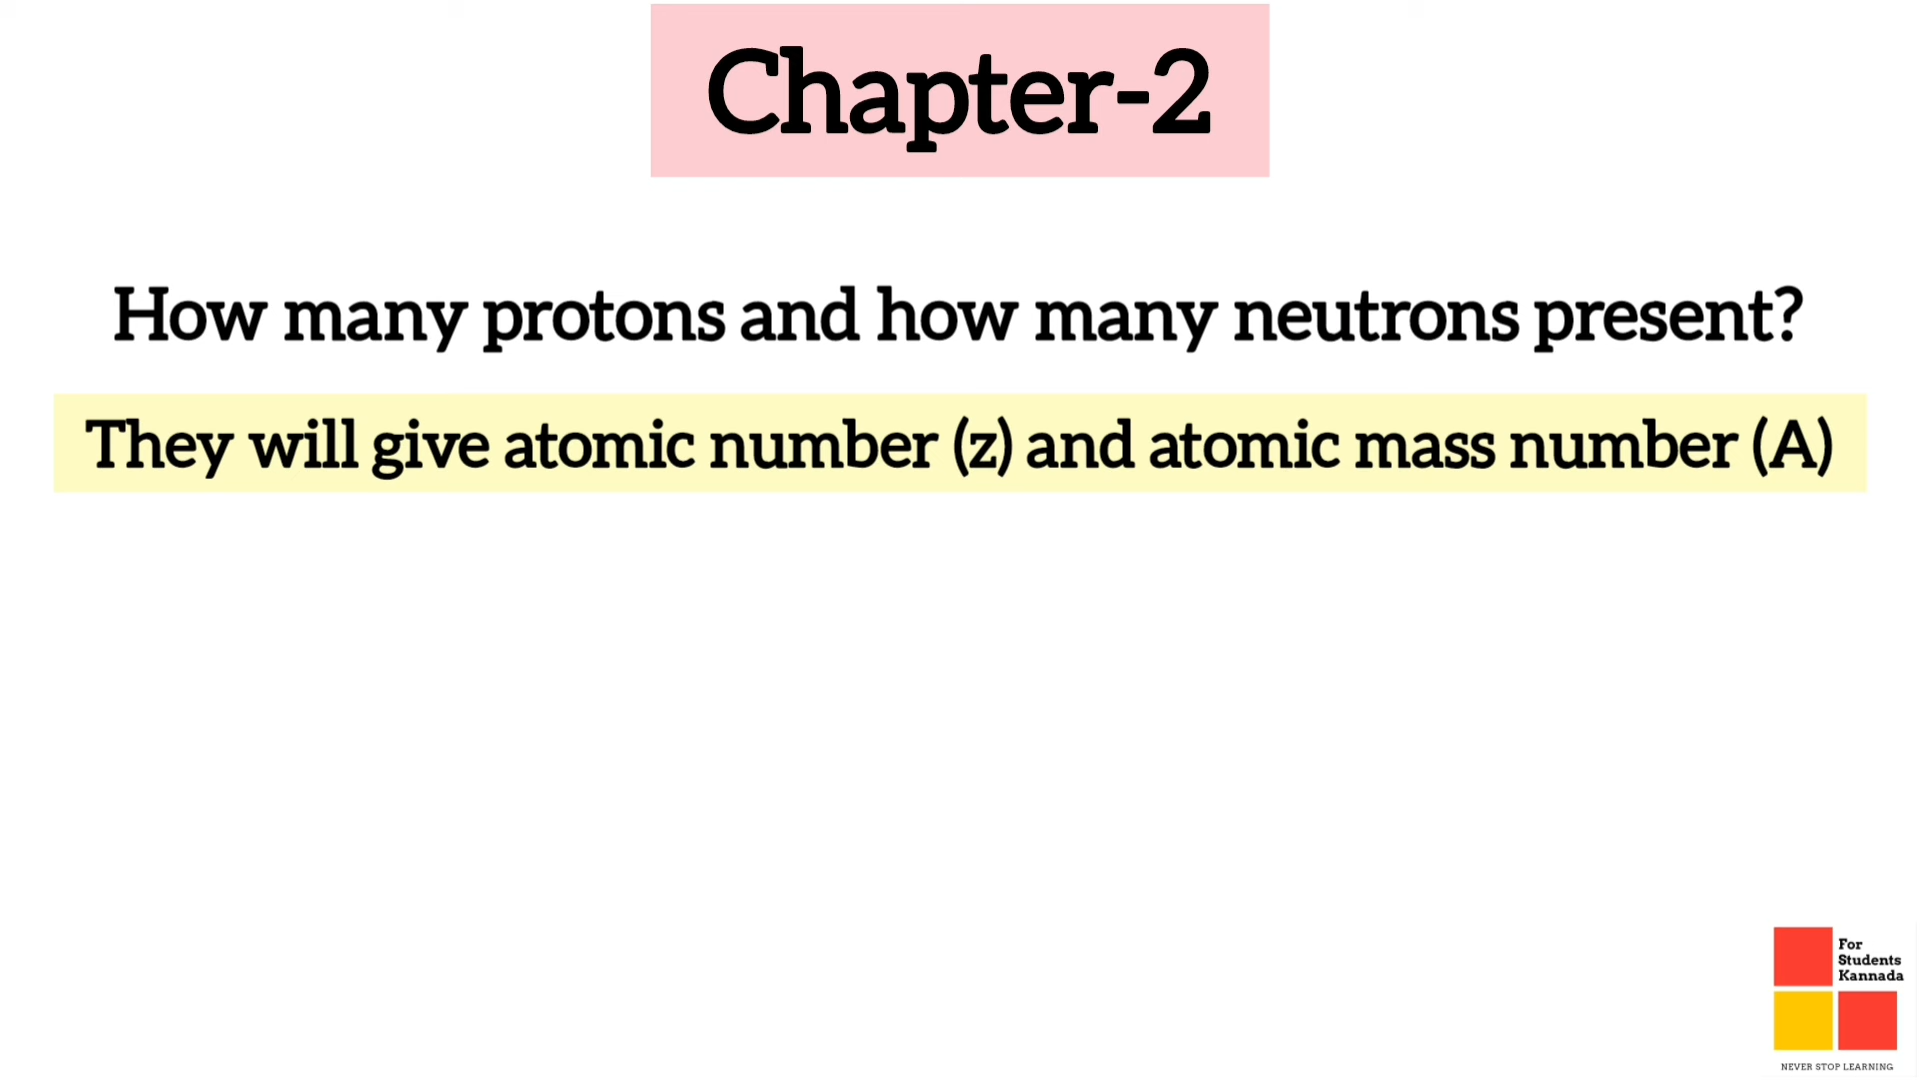 Chapter-2
How many protons and how many neutrons present?
They will give atomic number (z) and atomic mass number (A)
For
Students
Kannada
NEVER STOP LEARNING